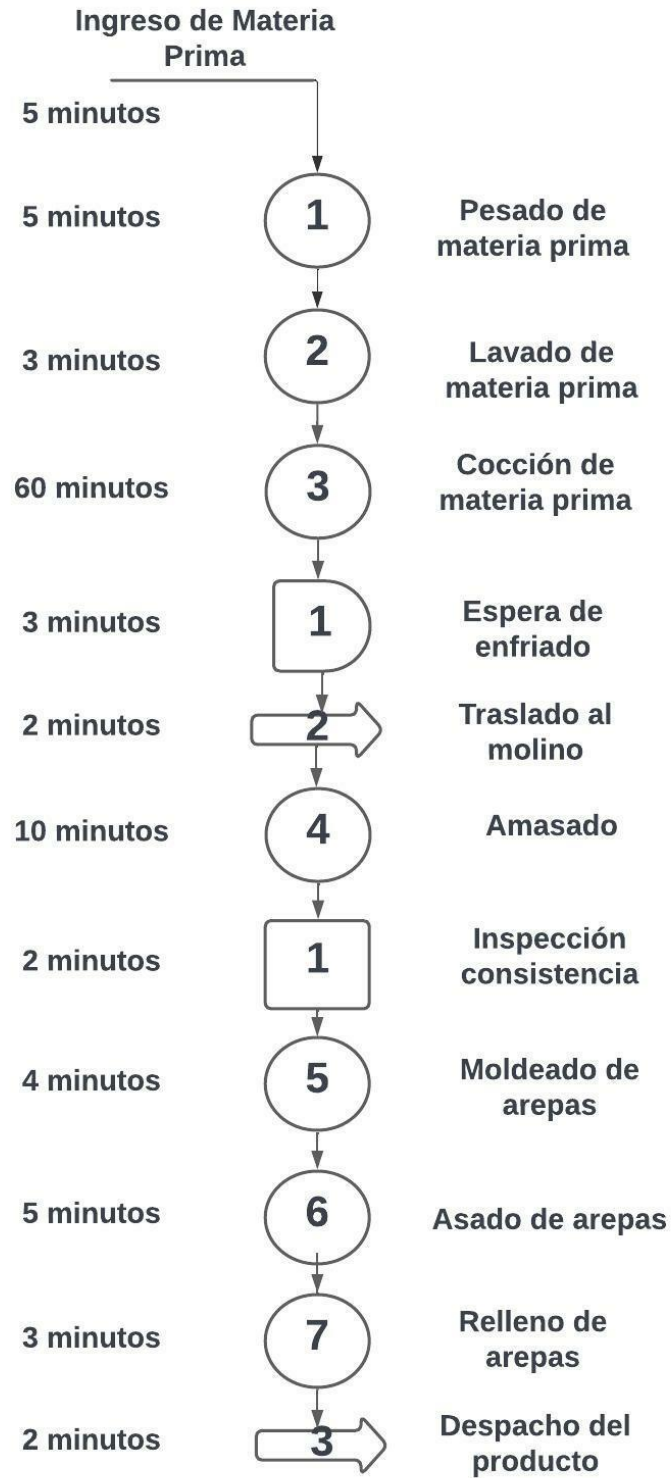 Ingreso de Materia
Prima
5 minutos
5 minutos
1
Pesado de
materia prima
3 minutos
2
Lavado de
materia prima
60 minutos
3
Cocción de
materia prima
3 minutos
1
Espera de
enfriado
2 minutos
2
Traslado al
molino
10 minutos
4
Amasado
2 minutos
1
Inspección
consistencia
4 minutos
5
Moldeado de
arepas
5 minutos
6
Asado de arepas
3 minutos
7
Relleno de
arepas
2 minutos
3
Despacho del
producto